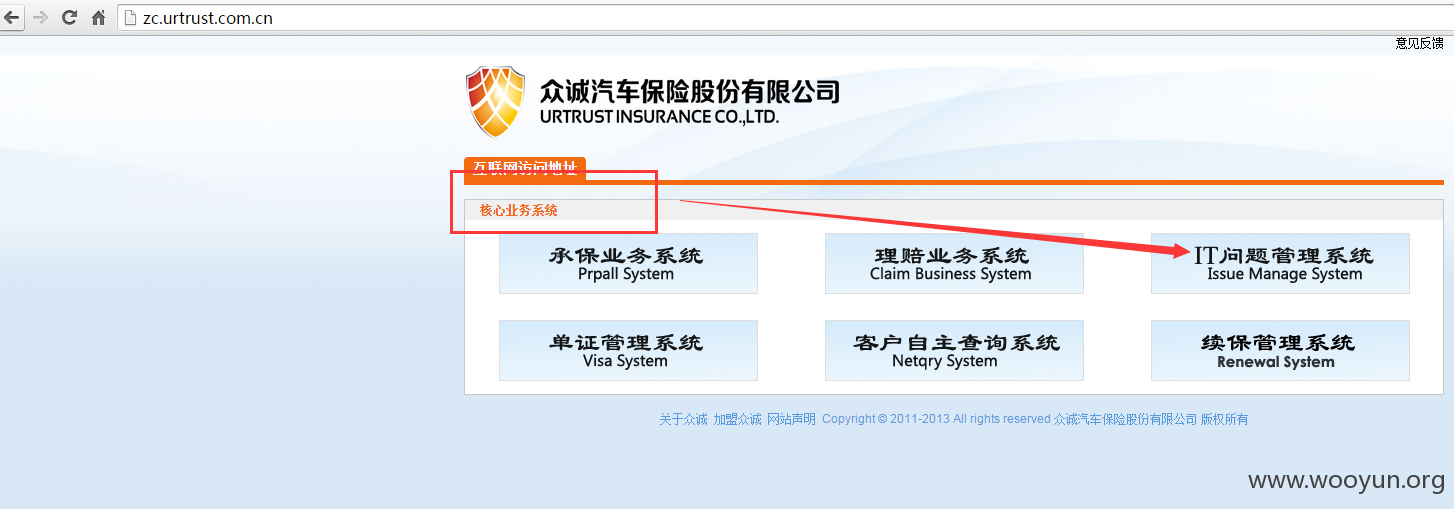 zc.urtrust.com.cn
意见反馈
众诚汽车保险股份有限公司
URTRUST INSURANCE CO.,LTD.
互联网访问地址
核心业务系统
承保业务系统
Prpall System
理赔业务系统
Claim Business System
IT问题管理系统
Issue Manage System
单证管理系统
Visa System
客户自主查询系统
Netqry System
续保管理系统
Renewal System
关于众诚 加盟众诚 网站声明 Copyright © 2011-2013 All rights reserved 众诚汽车保险股份有限公司 版权所有
www.wooyun.org